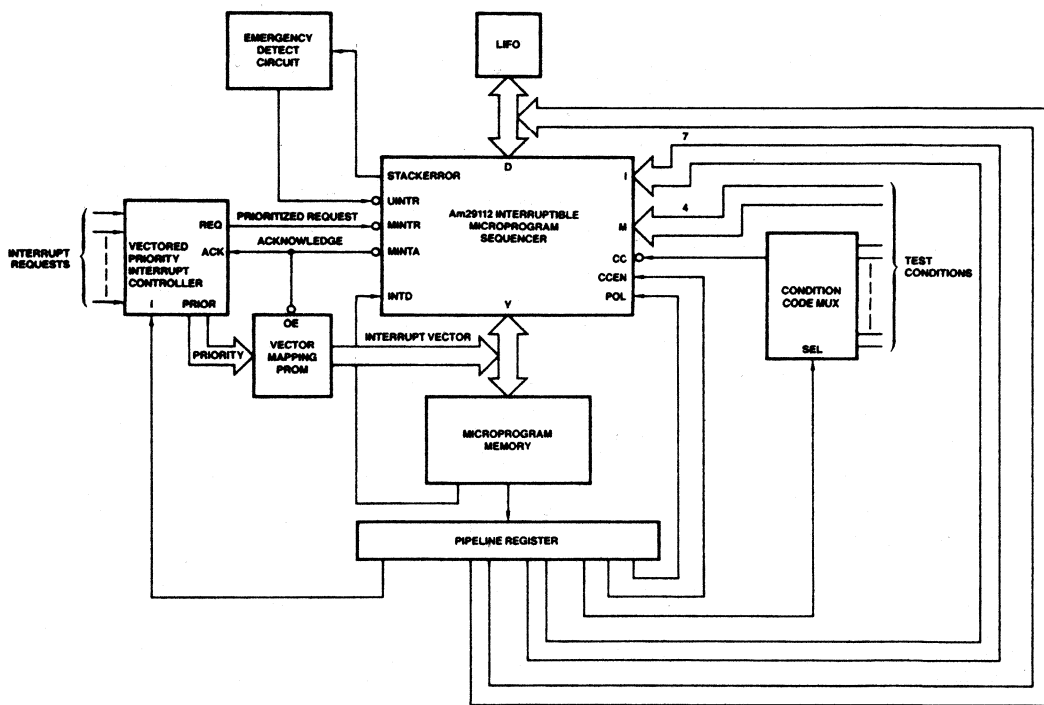 EMERGENCY
DETECT
CIRCUIT
LIFO
7
D
STACKERROR
I
UINTR
Am29112 INTERRUPTIBLE
MICROPROGRAM
SEQUENCER
4
REQ
PRIORITIZED REQUEST
MINTR
M
INTERRUPT
REQUESTS
VECTORED
PRIORITY
INTERRUPT
CONTROLLER
ACK
ACKNOWLEDGE
MINTA
CC
TEST
CONDITIONS
CCEN
CONDITION
CODE MUX
I
PRIOR
INTD
POL
OE
Y
INTERRUPT VECTOR
SEL
PRIORITY
VECTOR
MAPPING
PROM
MICROPROGRAM
MEMORY
PIPELINE REGISTER